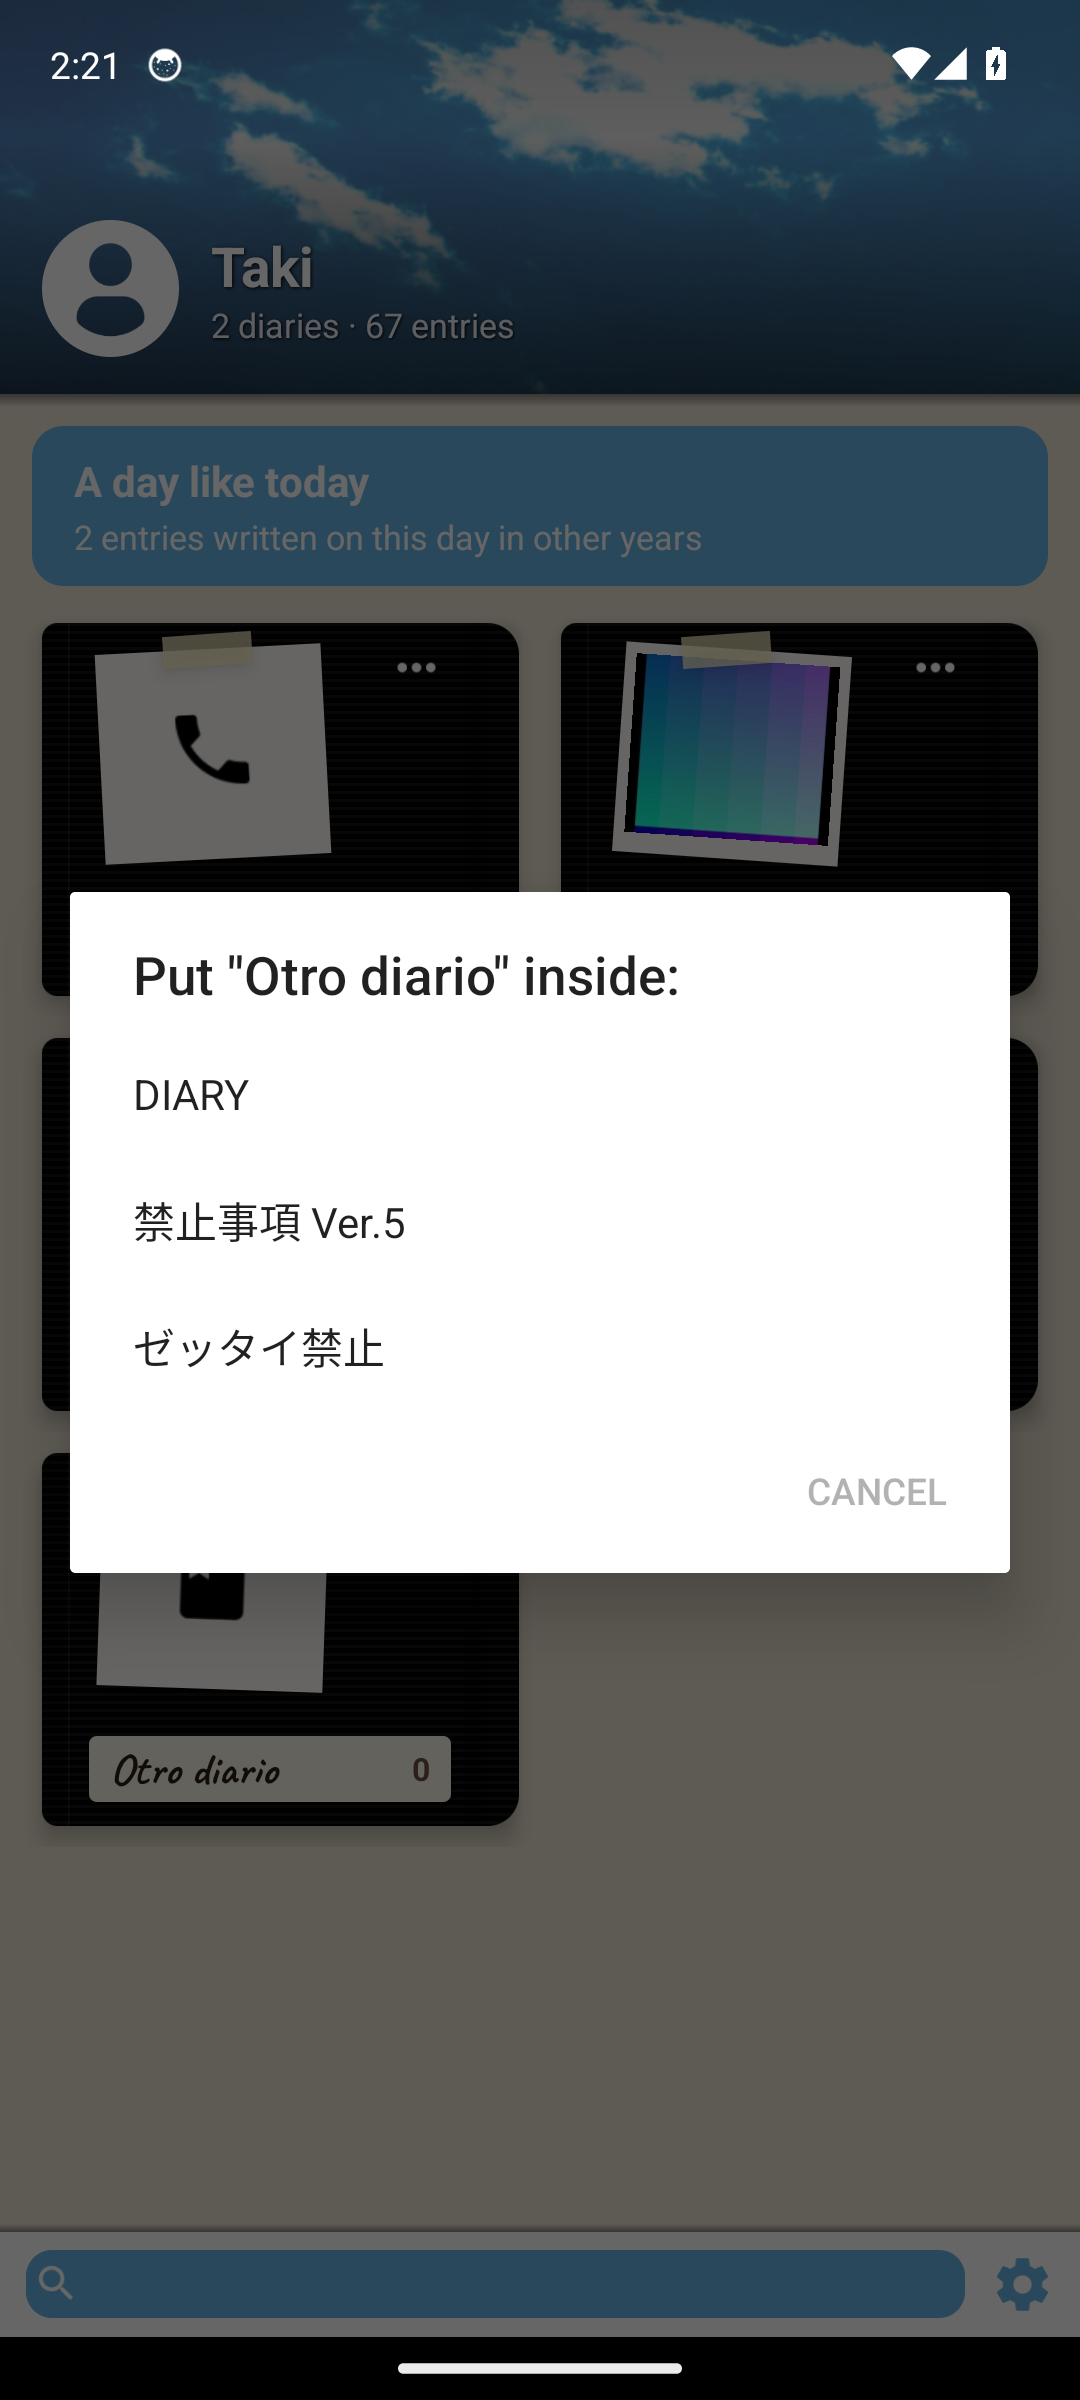 2:21
Taki
2 diaries · 67 entries
A day like today
2 entries written on this day in other years
Put "Otro diario" inside:
DIARY
禁止事項 Ver.5
ゼッタイ禁止
CANCEL
Otro diario 0